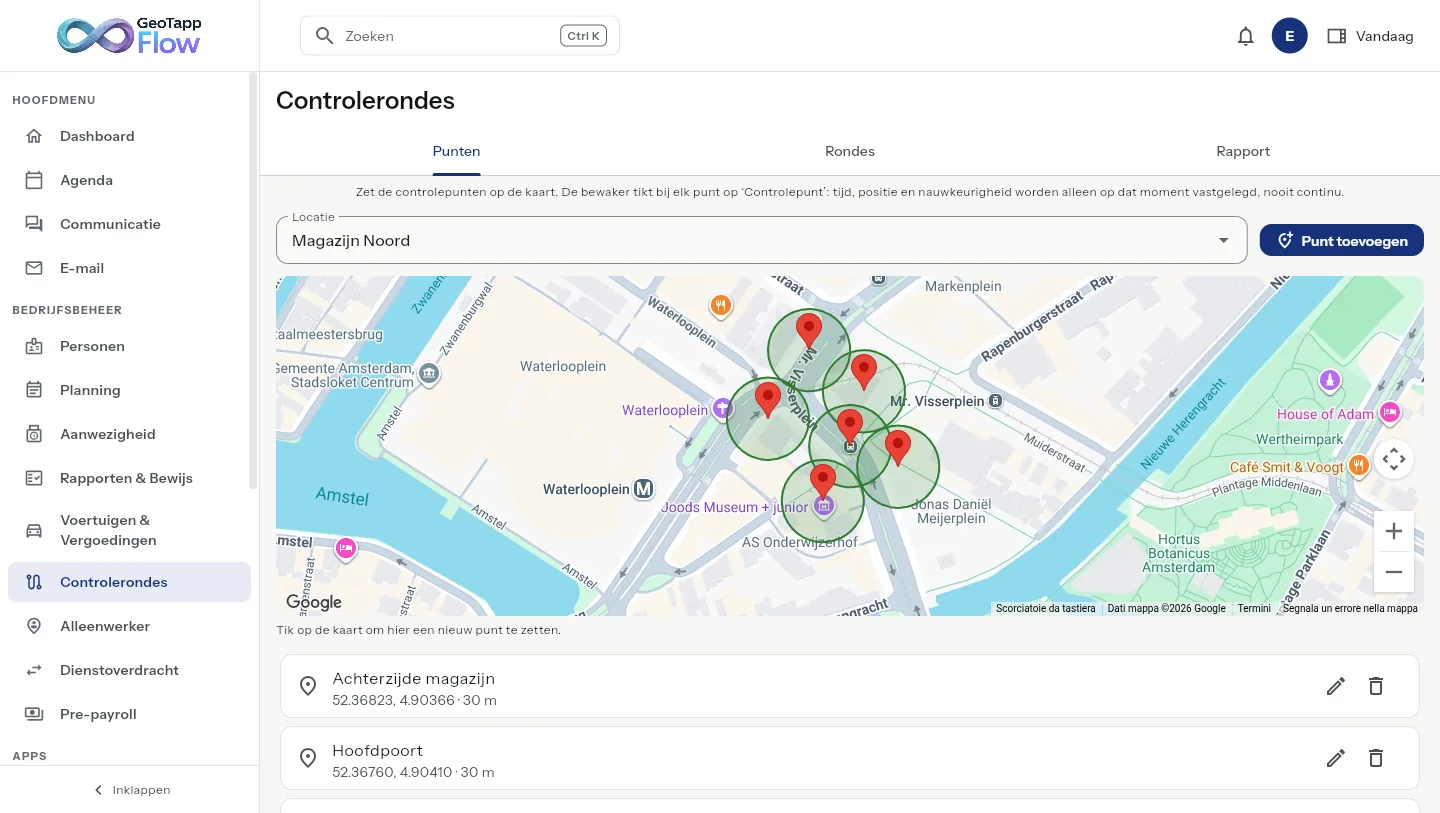 GeoTapp
Flow
Zoeken
Ctrl K
E
Vandaag
HOOFDMENU
Dashboard
Agenda
Communicatie
E-mail
BEDRIJFSBEHEER
Personen
Planning
Aanwezigheid
Rapporten & Bewijs
Voertuigen &
Vergoedingen
Controlerondes
Alleenwerker
Dienstoverdracht
Pre-payroll
APPS
Inklappen
Controlerondes
Punten
Rondes
Rapport
Zet de controlepunten op de kaart. De bewaker tikt bij elk punt op ‘Controlepunt’: tijd, positie en nauwkeurigheid worden alleen op dat moment vastgelegd, nooit continu.
Locatie
Magazijn Noord
Punt toevoegen
Zwanenburgwal
Waterlooplein
Markenplein
Rapenburgerstraat
Waterlooplein
Stadsloket Centrum
Waterlooplein
Mr. Visserplein
Mr. Visserplein
House of Adam
Nieuwe Herengracht
Wertheimpark
Muiderstraat
Café Smit & Voogt
Plantage Middenlaan
Amstel
Amstel
Waterlooplein
M
Joods Museum + junior
Jonas Daniël
Meijerplein
AS Onderwijzerhof
Amstel
Amstel
Hortus
Botanicus
Amsterdam
Google
Scorciatoie da tastiera
Dati mappa ©2026 Google
Termini
Segnala un errore nella mappa
Tik op de kaart om hier een nieuw punt te zetten.
Achterzijde magazijn
52.36823, 4.90366 · 30 m
Hoofdpoort
52.36760, 4.90410 · 30 m